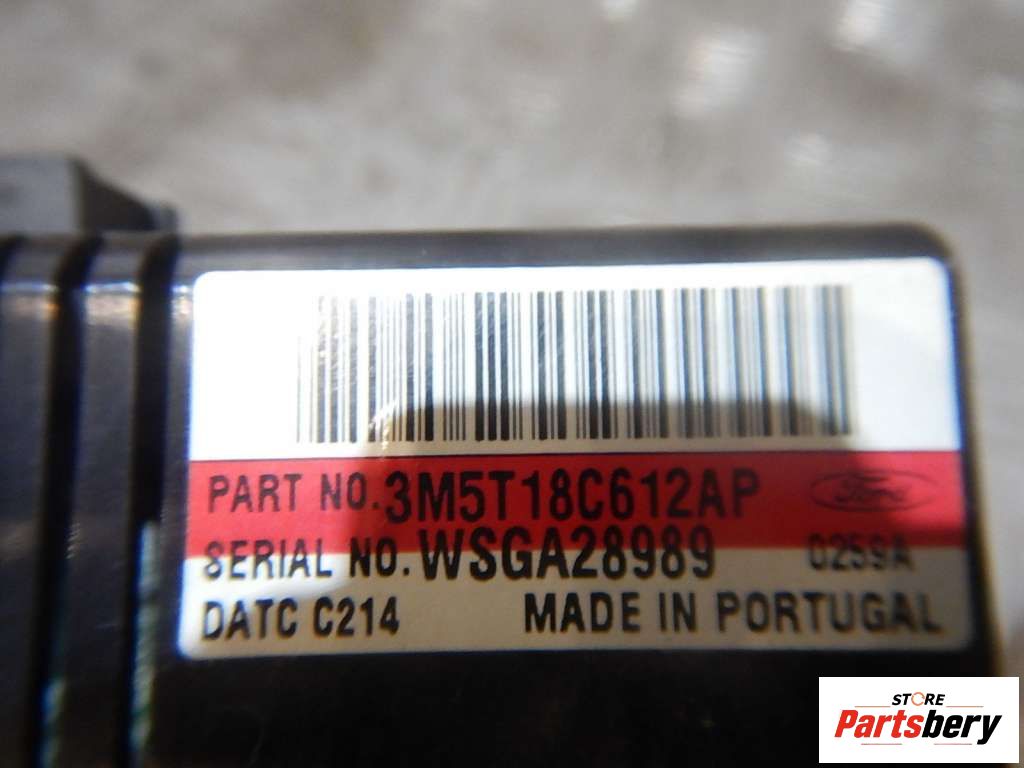 PART NO. 3M5T18C612AP Ford
SERIAL NO. WSGA28989 0259A
DATC C214 MADE IN PORTUGAL
STORE
Partsbery